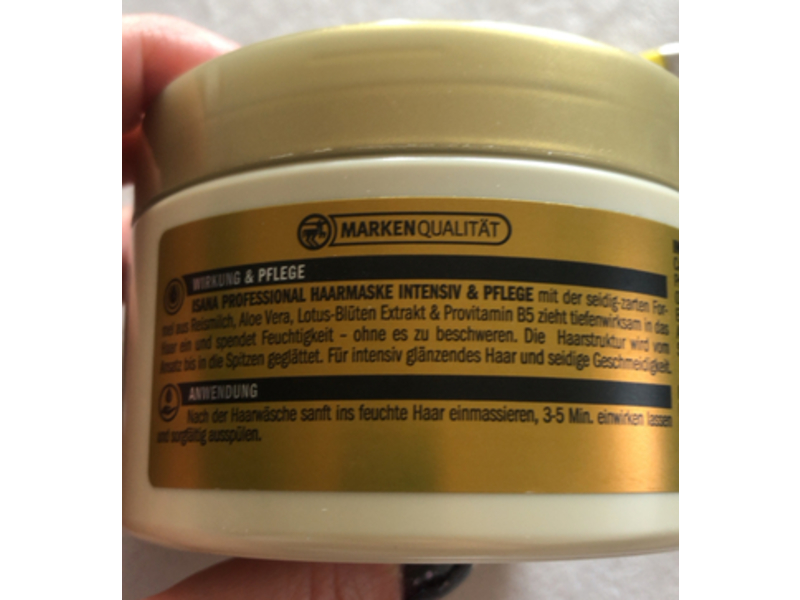 MARKENQUALITÄT
WIRKUNG & PFLEGE
ISANA PROFESSIONAL HAARMASKE INTENSIV & PFLEGE mit der seidig-zarten For-
mel aus Reismilch, Aloe Vera, Lotus-Blüten Extrakt & Provitamin B5 zieht tiefenwirksam in das
Haar ein und spendet Feuchtigkeit – ohne es zu beschweren. Die Haarstruktur wird vom
Ansatz bis in die Spitzen geglättet. Für intensiv glänzendes Haar und seidige Geschmeidigkeit.
ANWENDUNG
Nach der Haarwäsche sanft ins feuchte Haar einmassieren, 3-5 Min. einwirken lassen
und sorgfältig ausspülen.